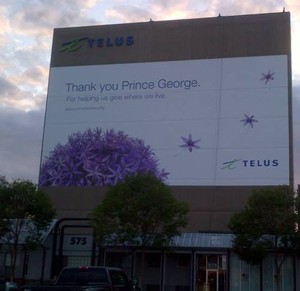 TELUS
Thank you Prince George.
For helping us give where we live.
TELUS
575